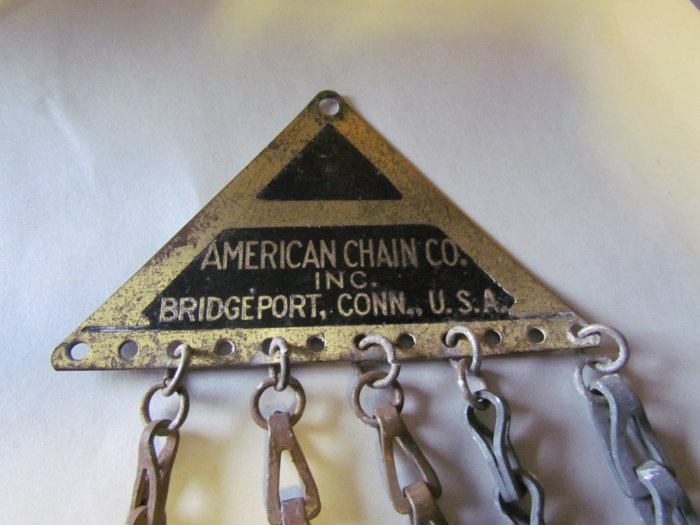 AMERICAN CHAIN CO.
INC.
BRIDGEPORT, CONN., U.S.A.